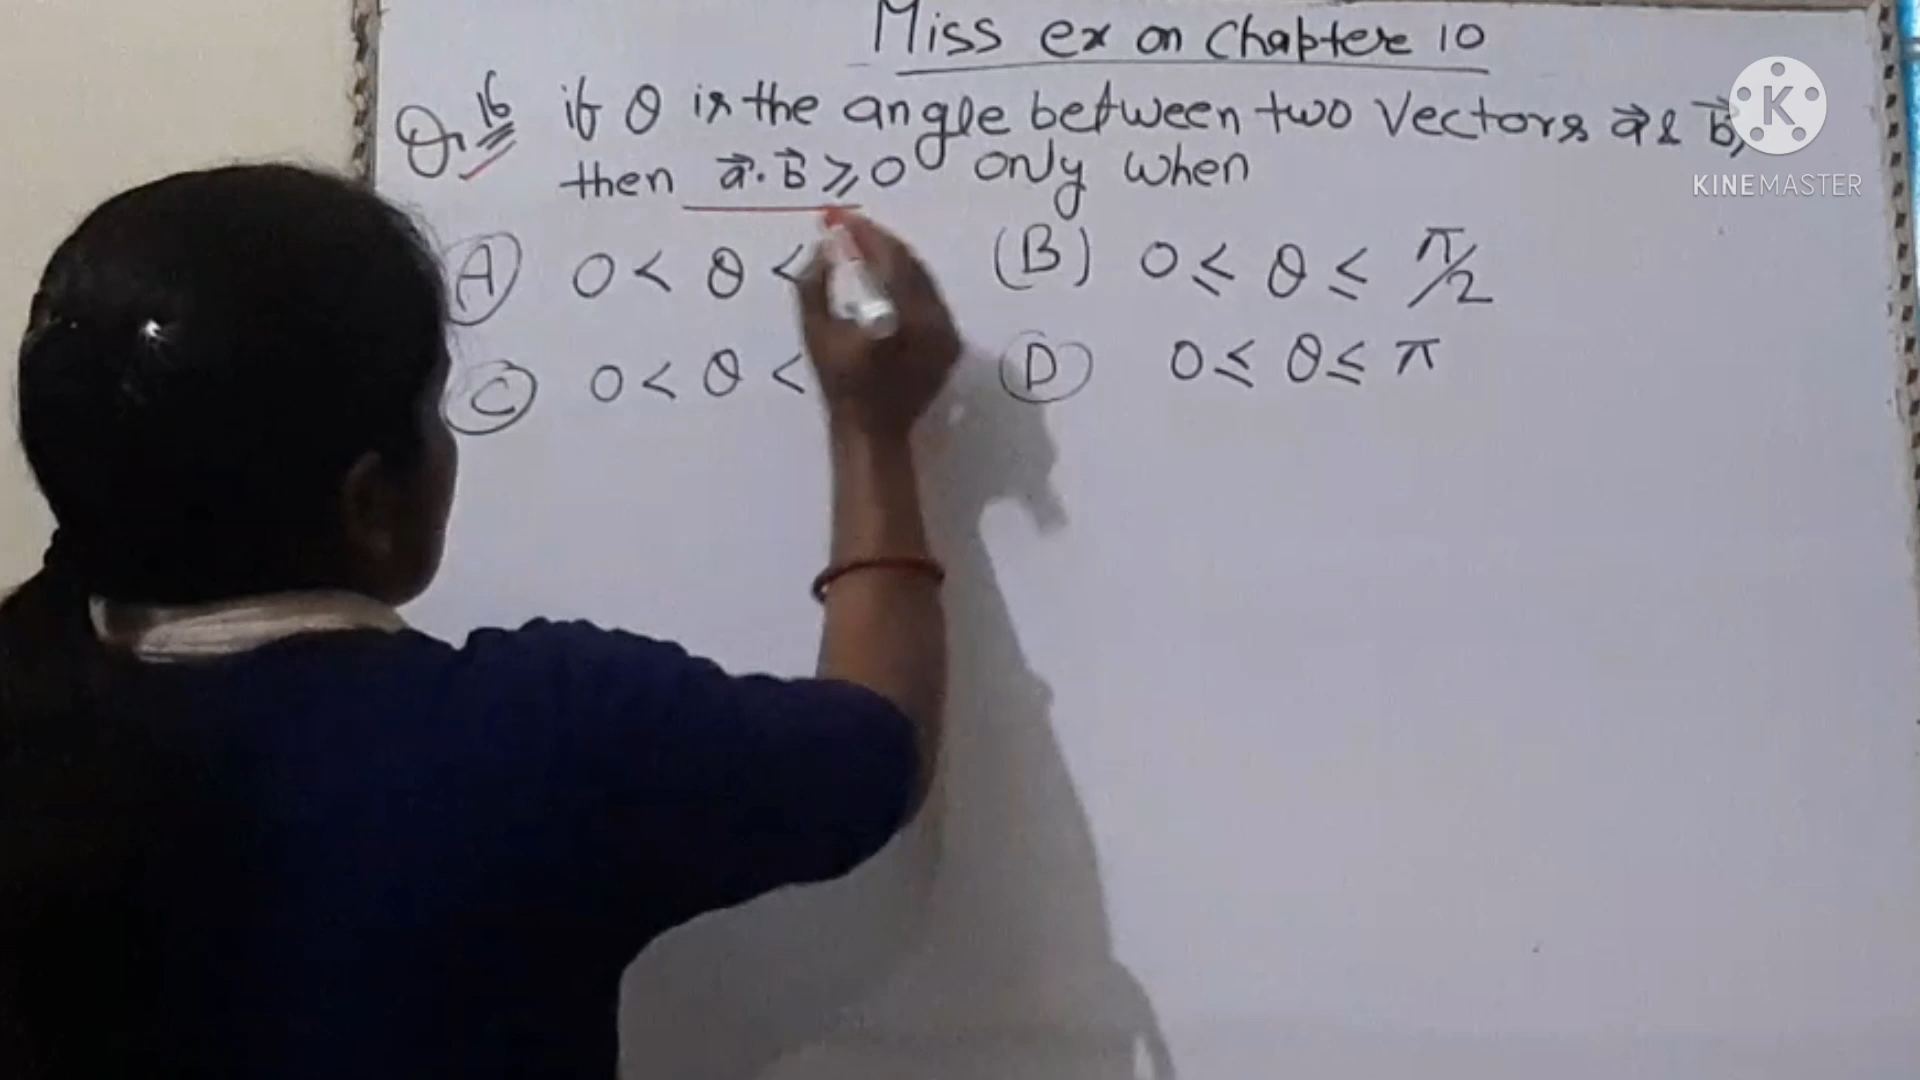 Miss ex on Chapter 10
Q.16 if θ is the angle between two Vectors a⃗ & b⃗,
then a⃗.b⃗ ≥ 0 only when
(A) 0 < θ < (B) 0 ≤ θ ≤ π/2
(C) 0 < θ < (D) 0 ≤ θ ≤ π
K
KINEMASTER